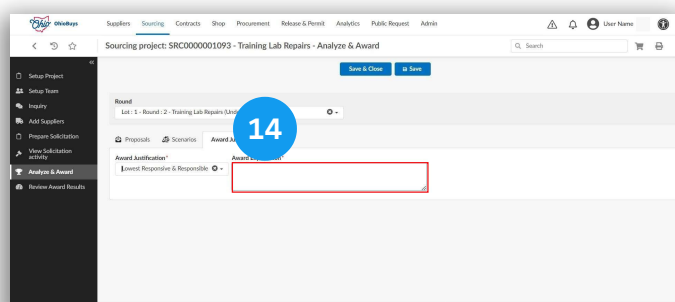 Ohio OhioBuys Suppliers Sourcing Contracts Shop Procurement Release & Permit Analytics Public Request Admin User Name
Sourcing project: SRC0000001093 - Training Lab Repairs - Analyze & Award Search
Save & Close Save
Setup Project
Setup Team
Inquiry
Add Suppliers
Prepare Solicitation
View Solicitation activity
Analyze & Award
Review Award Results
Round
Lot : 1 - Round : 2 - Training Lab Repairs (Und
14
Proposals Scenarios Award
Award Justification* Award
Lowest Responsive & Responsible